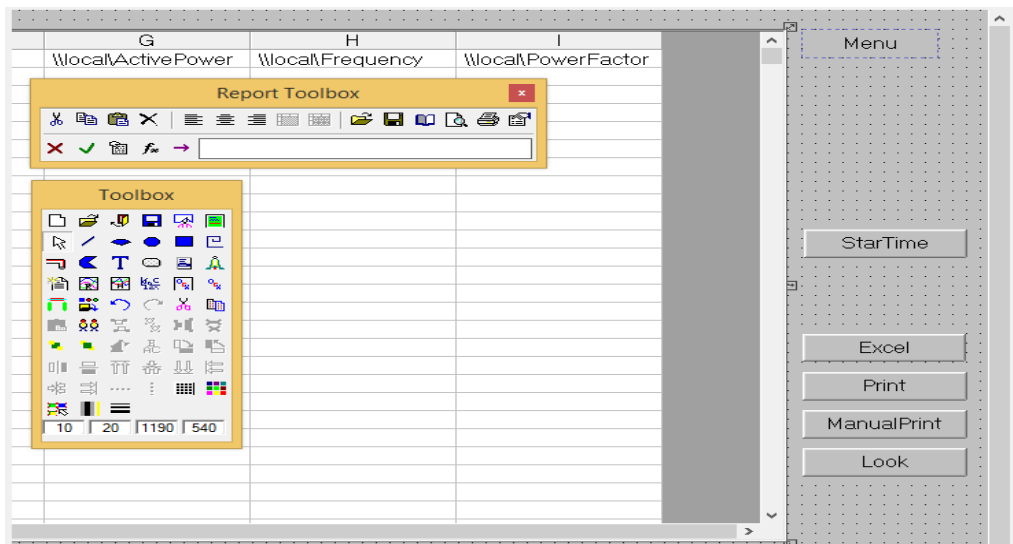 G H I
\\local\ActivePower \\local\Frequency \\local\PowerFactor
Menu
Report Toolbox
Toolbox
T
10 20 1190 540
StarTime
Excel
Print
ManualPrint
Look